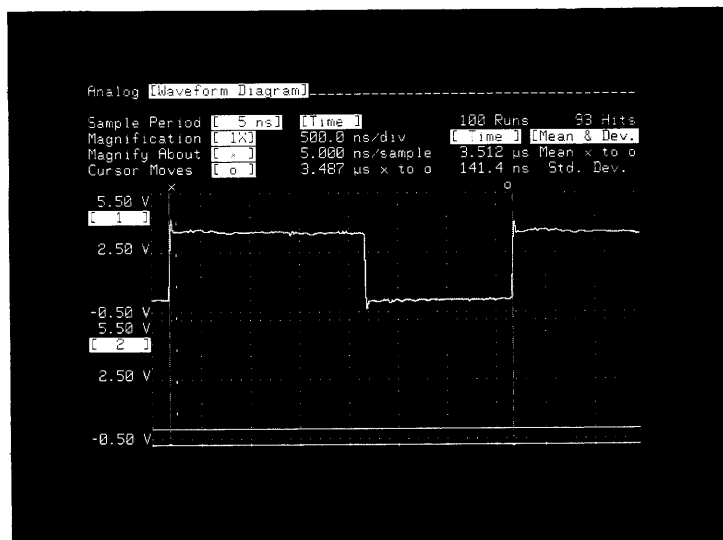 Analog [Waveform Diagram]
Sample Period [ 5 ns] [Time ] 100 Runs 93 Hits
Magnification [ 1X] 500.0 ns/div [ Time ] [Mean & Dev.
Magnify About [ x ] 5.000 ns/sample 3.512 µs Mean x to o
Cursor Moves [ o ] 3.487 µs x to o 141.4 ns Std. Dev.
x o
5.50 V
[ 1 ]
2.50 V
-0.50 V
5.50 V
[ 2 ]
2.50 V
-0.50 V